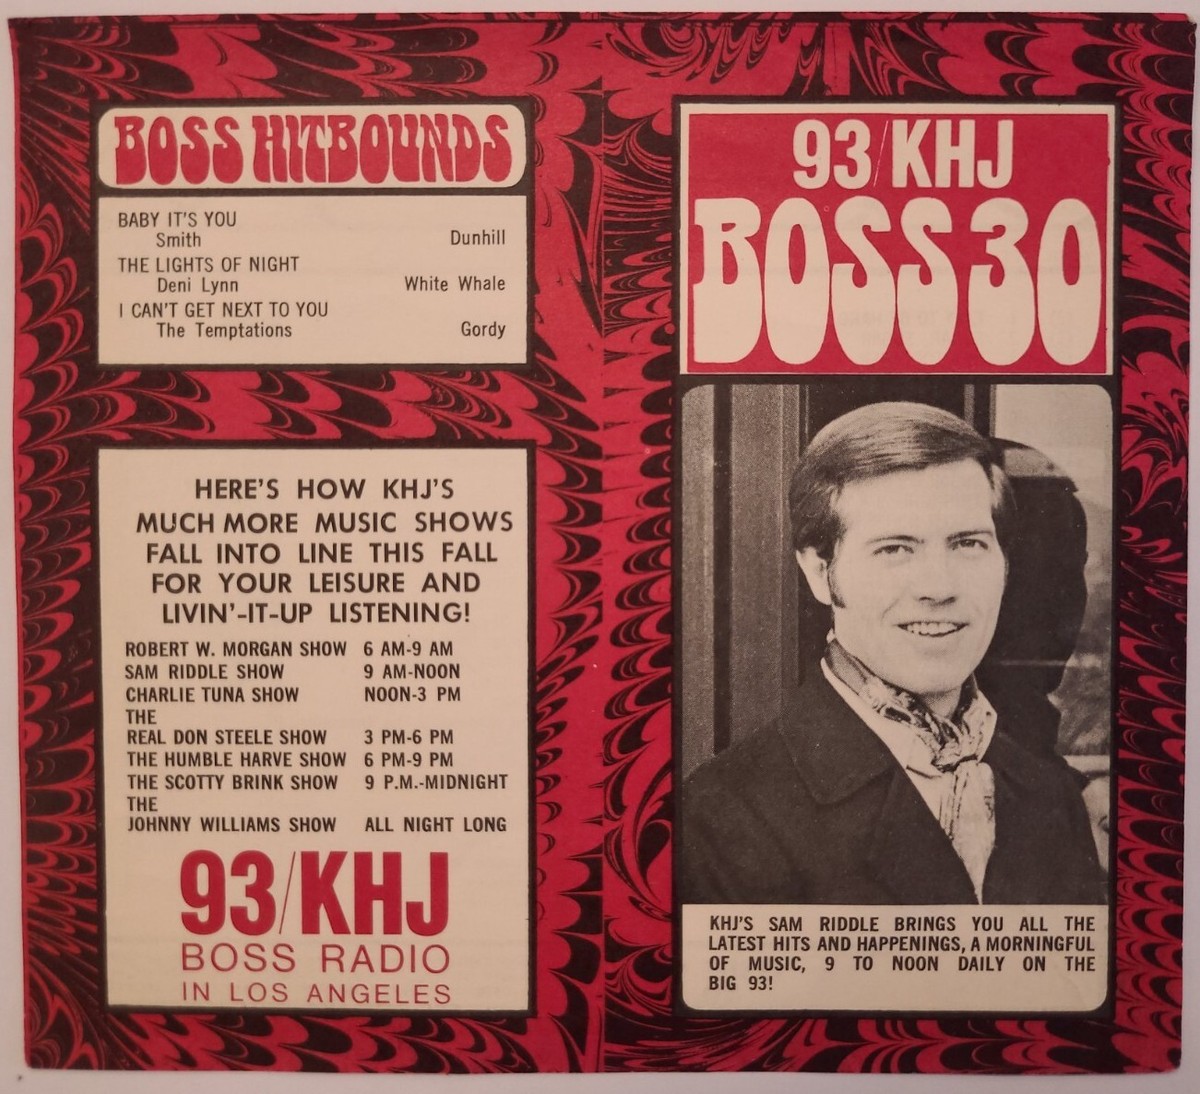 BOSS HITBOUNDS
BABY IT'S YOU
Smith Dunhill
THE LIGHTS OF NIGHT
Deni Lynn White Whale
I CAN'T GET NEXT TO YOU
The Temptations Gordy
HERE'S HOW KHJ'S
MUCH MORE MUSIC SHOWS
FALL INTO LINE THIS FALL
FOR YOUR LEISURE AND
LIVIN'-IT-UP LISTENING!
ROBERT W. MORGAN SHOW 6 AM-9 AM
SAM RIDDLE SHOW 9 AM-NOON
CHARLIE TUNA SHOW NOON-3 PM
THE
REAL DON STEELE SHOW 3 PM-6 PM
THE HUMBLE HARVE SHOW 6 PM-9 PM
THE SCOTTY BRINK SHOW 9 P.M.-MIDNIGHT
THE
JOHNNY WILLIAMS SHOW ALL NIGHT LONG
93/KHJ
BOSS RADIO
IN LOS ANGELES
93/KHJ
BOSS 30
KHJ'S SAM RIDDLE BRINGS YOU ALL THE
LATEST HITS AND HAPPENINGS, A MORNINGFUL
OF MUSIC, 9 TO NOON DAILY ON THE
BIG 93!